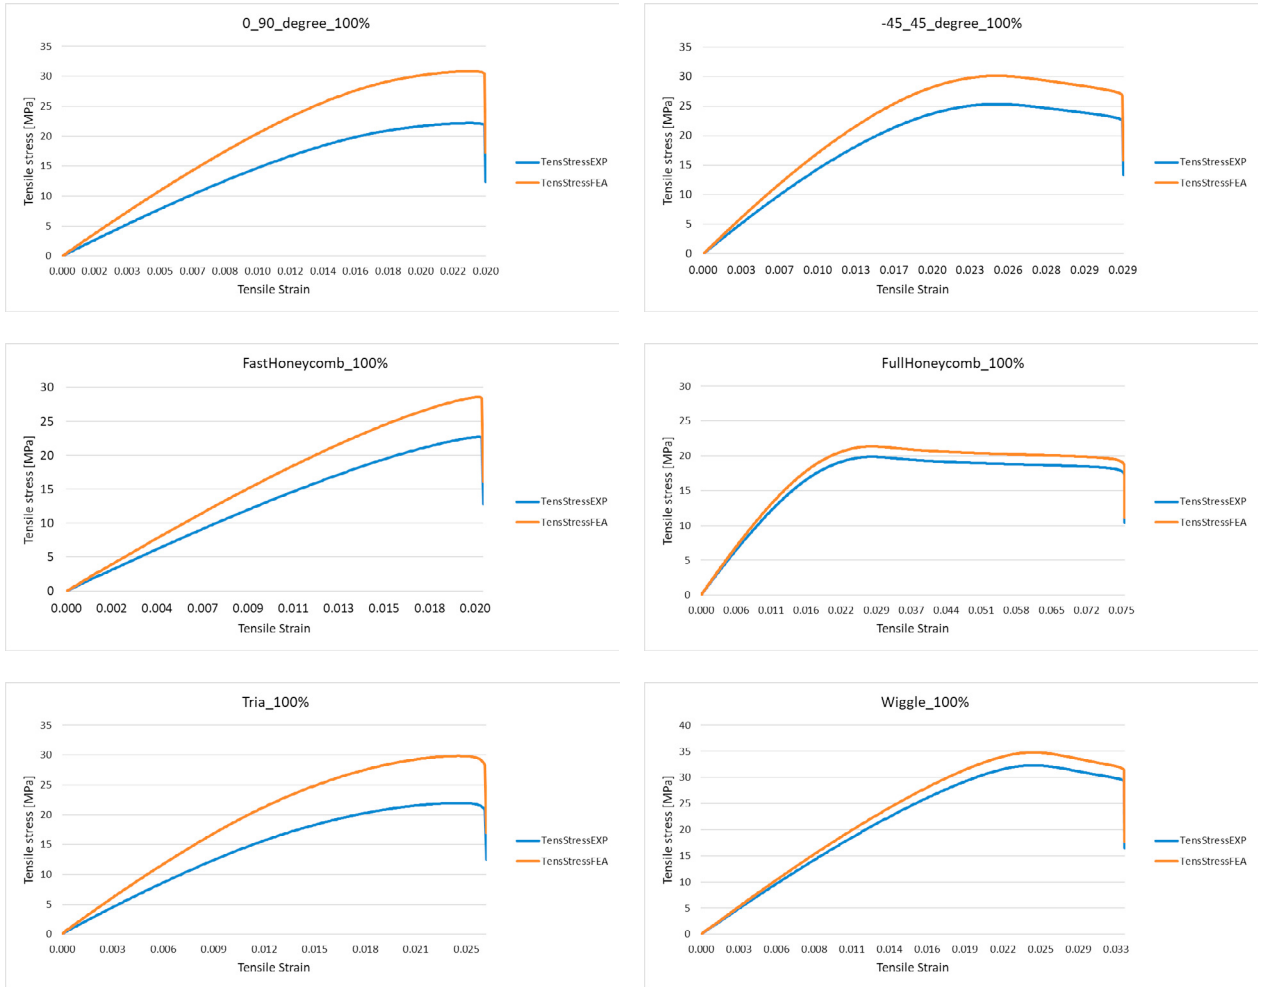 0_90_degree_100%
Tensile stress [MPa]
35
30
25
20
15
10
5
0
0.000 0.002 0.003 0.005 0.007 0.008 0.010 0.012 0.014 0.016 0.018 0.020 0.022 0.020
Tensile Strain
TensStressEXP
TensStressFEA
-45_45_degree_100%
Tensile stress [MPa]
35
30
25
20
15
10
5
0
0.000 0.003 0.007 0.010 0.013 0.017 0.020 0.023 0.026 0.028 0.029 0.029
Tensile Strain
TensStressEXP
TensStressFEA
FastHoneycomb_100%
Tensile stress [MPa]
30
25
20
15
10
5
0
0.000 0.002 0.004 0.007 0.009 0.011 0.013 0.015 0.018 0.020
Tensile Strain
TensStressEXP
TensStressFEA
FullHoneycomb_100%
Tensile stress [MPa]
30
25
20
15
10
5
0
0.000 0.006 0.011 0.016 0.022 0.029 0.037 0.044 0.051 0.058 0.065 0.072 0.075
Tensile Strain
TensStressEXP
TensStressFEA
Tria_100%
Tensile stress [MPa]
35
30
25
20
15
10
5
0
0.000 0.003 0.006 0.009 0.012 0.015 0.018 0.021 0.025
Tensile Strain
TensStressEXP
TensStressFEA
Wiggle_100%
Tensile stress [MPa]
40
35
30
25
20
15
10
5
0
0.000 0.003 0.006 0.008 0.011 0.014 0.016 0.019 0.022 0.025 0.029 0.033
Tensile Strain
TensStressEXP
TensStressFEA